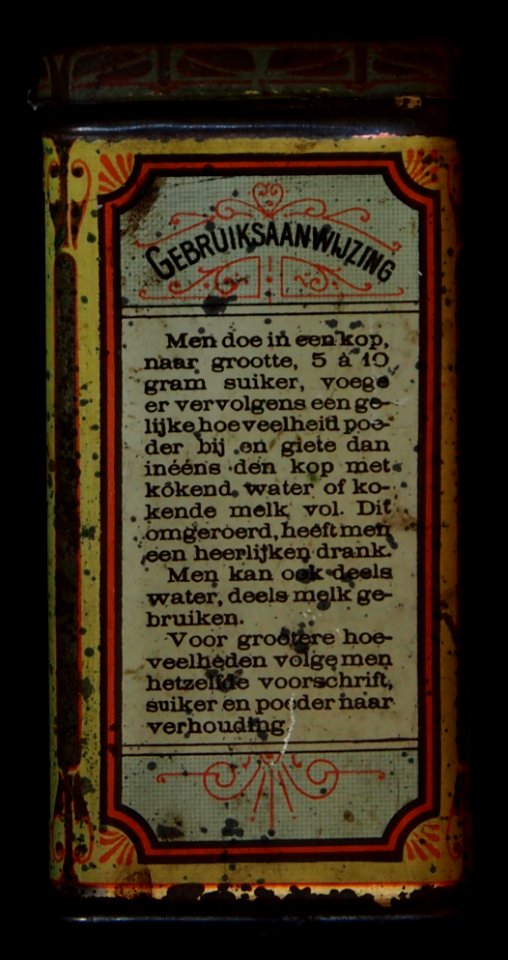 GEBRUIKSAANWIJZING
Men doe in een kop,
naar grootte, 5 à 10
gram suiker, voege
er vervolgens een ge-
lijke hoeveelheid poe-
der bij en giete dan
inééns den kop met
kókend water of ko-
kende melk vol. Dit
omgeroerd, heeft men
een heerlijken drank.
Men kan ook deels
water, deels melk ge-
bruiken.
Voor grootere hoe-
veelheden volge men
hetzelfde voorschrift,
suiker en poeder naar
verhouding